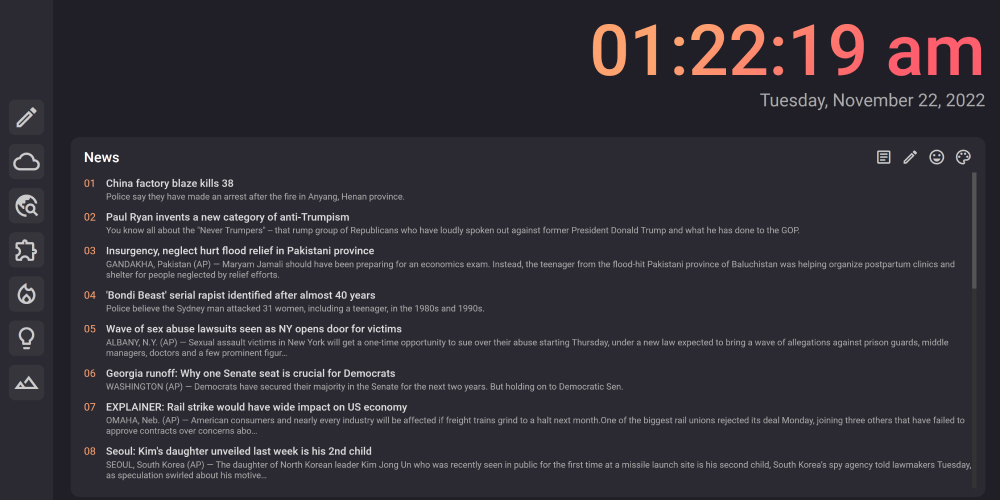 01:22:19 am
Tuesday, November 22, 2022
News
01 China factory blaze kills 38
Police say they have made an arrest after the fire in Anyang, Henan province.
02 Paul Ryan invents a new category of anti-Trumpism
You know all about the "Never Trumpers" -- that rump group of Republicans who have loudly spoken out against former President Donald Trump and what he has done to the GOP.
03 Insurgency, neglect hurt flood relief in Pakistani province
GANDAKHA, Pakistan (AP) — Maryam Jamali should have been preparing for an economics exam. Instead, the teenager from the flood-hit Pakistani province of Baluchistan was helping organize postpartum clinics and
shelter for people neglected by relief efforts.
04 'Bondi Beast' serial rapist identified after almost 40 years
Police believe the Sydney man attacked 31 women, including a teenager, in the 1980s and 1990s.
05 Wave of sex abuse lawsuits seen as NY opens door for victims
ALBANY, N.Y. (AP) — Sexual assault victims in New York will get a one-time opportunity to sue over their abuse starting Thursday, under a new law expected to bring a wave of allegations against prison guards, middle
managers, doctors and a few prominent figur...
06 Georgia runoff: Why one Senate seat is crucial for Democrats
WASHINGTON (AP) — Democrats have secured their majority in the Senate for the next two years. But holding on to Democratic Sen.
07 EXPLAINER: Rail strike would have wide impact on US economy
OMAHA, Neb. (AP) — American consumers and nearly every industry will be affected if freight trains grind to a halt next month.One of the biggest rail unions rejected its deal Monday, joining three others that have failed to
approve contracts over concerns abo...
08 Seoul: Kim's daughter unveiled last week is his 2nd child
SEOUL, South Korea (AP) — The daughter of North Korean leader Kim Jong Un who was recently seen in public for the first time at a missile launch site is his second child, South Korea's spy agency told lawmakers Tuesday,
as speculation swirled about his motive...